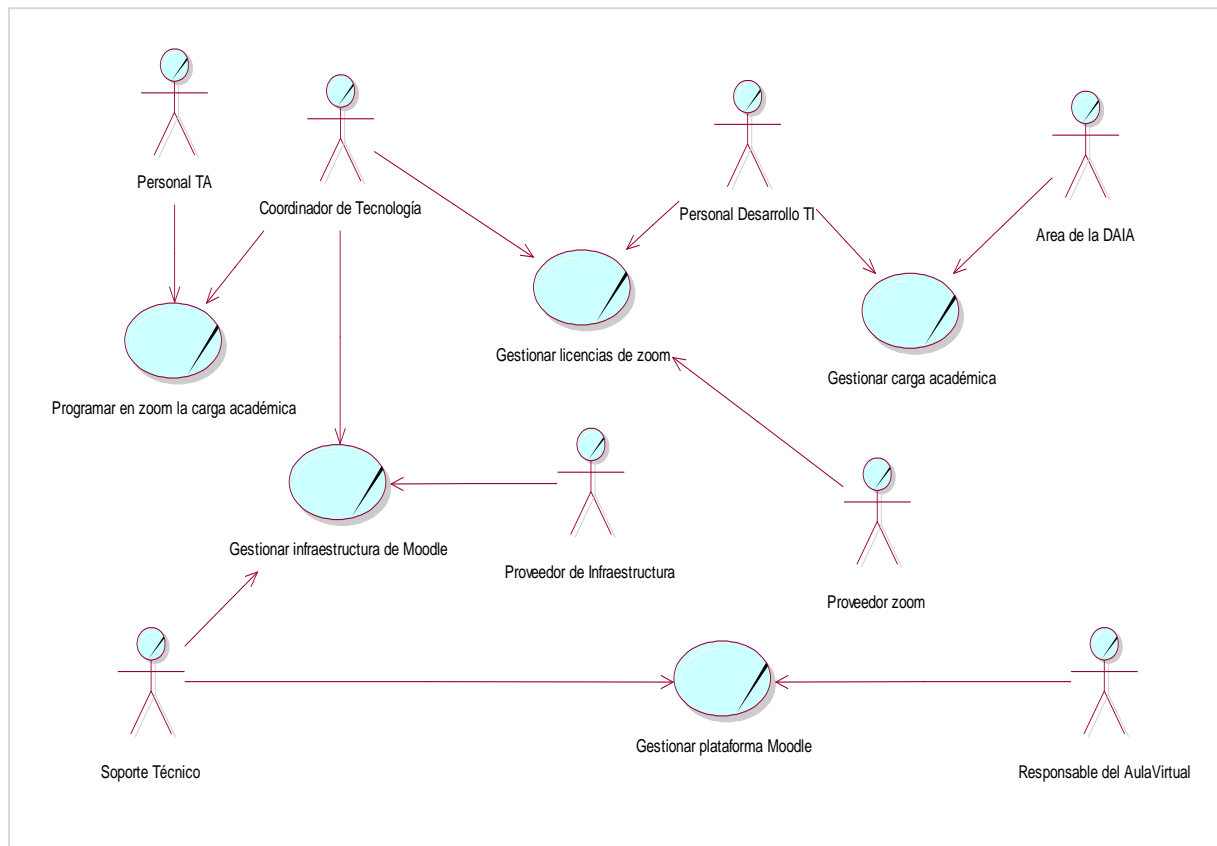 Personal TA
Coordinador de Tecnología
Personal Desarrollo TI
Area de la DAIA
Gestionar licencias de zoom
Gestionar carga académica
Programar en zoom la carga académica
Gestionar infraestructura de Moodle
Proveedor de Infraestructura
Proveedor zoom
Gestionar plataforma Moodle
Soporte Técnico
Responsable del AulaVirtual